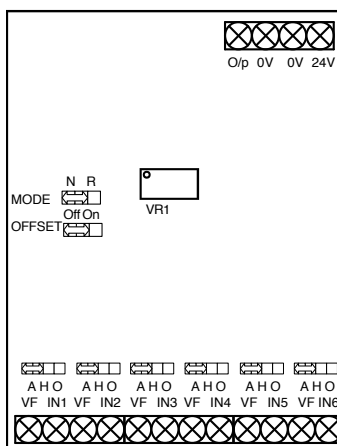 O/p 0V 0V 24V
N R
MODE
VR1
Off On
OFFSET
A H O A H O A H O A H O A H O A H O
VF IN1 VF IN2 VF IN3 VF IN4 VF IN5 VF IN6